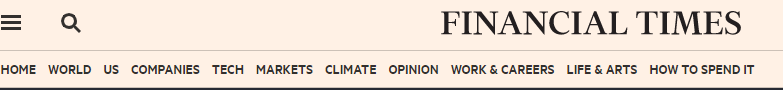 FINANCIAL TIMES
HOME WORLD US COMPANIES TECH MARKETS CLIMATE OPINION WORK & CAREERS LIFE & ARTS HOW TO SPEND IT